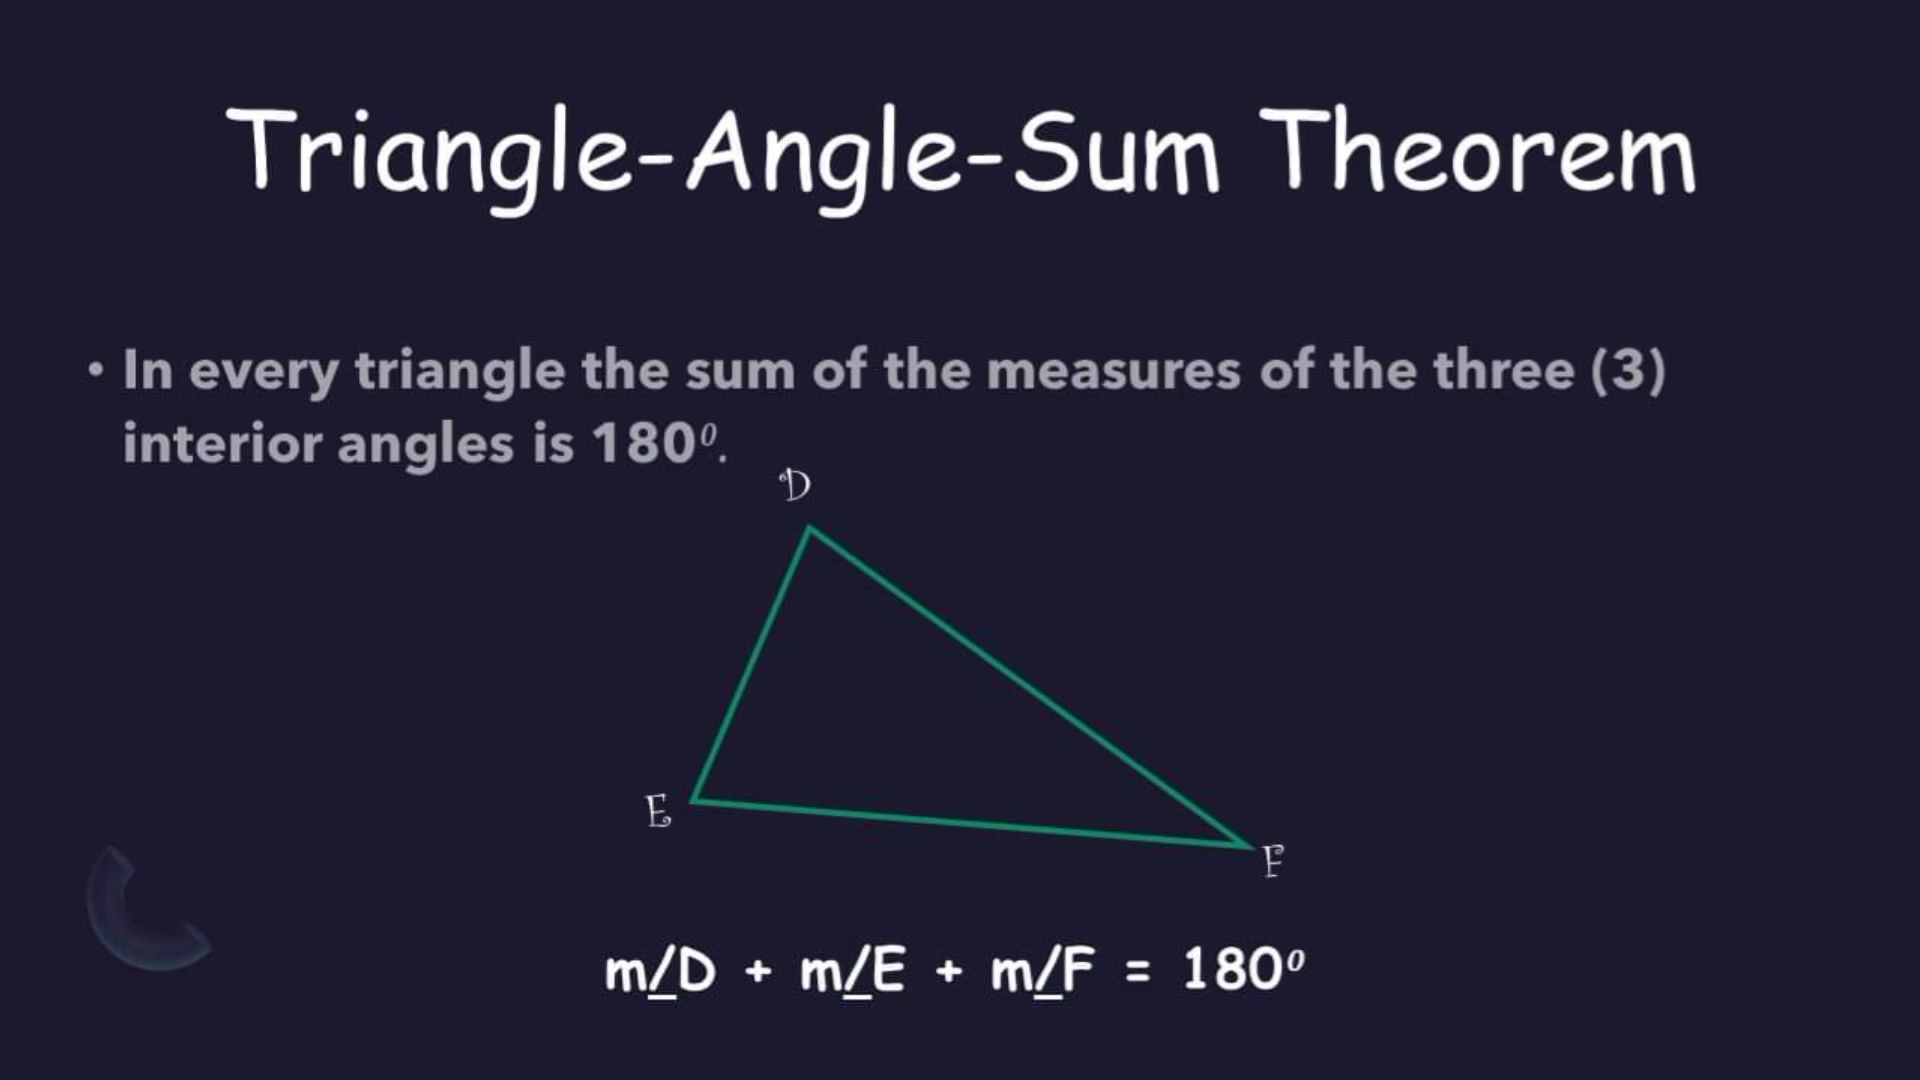 Triangle-Angle-Sum Theorem
• In every triangle the sum of the measures of the three (3)
interior angles is 180⁰.
D
E
F
m∠D + m∠E + m∠F = 180⁰